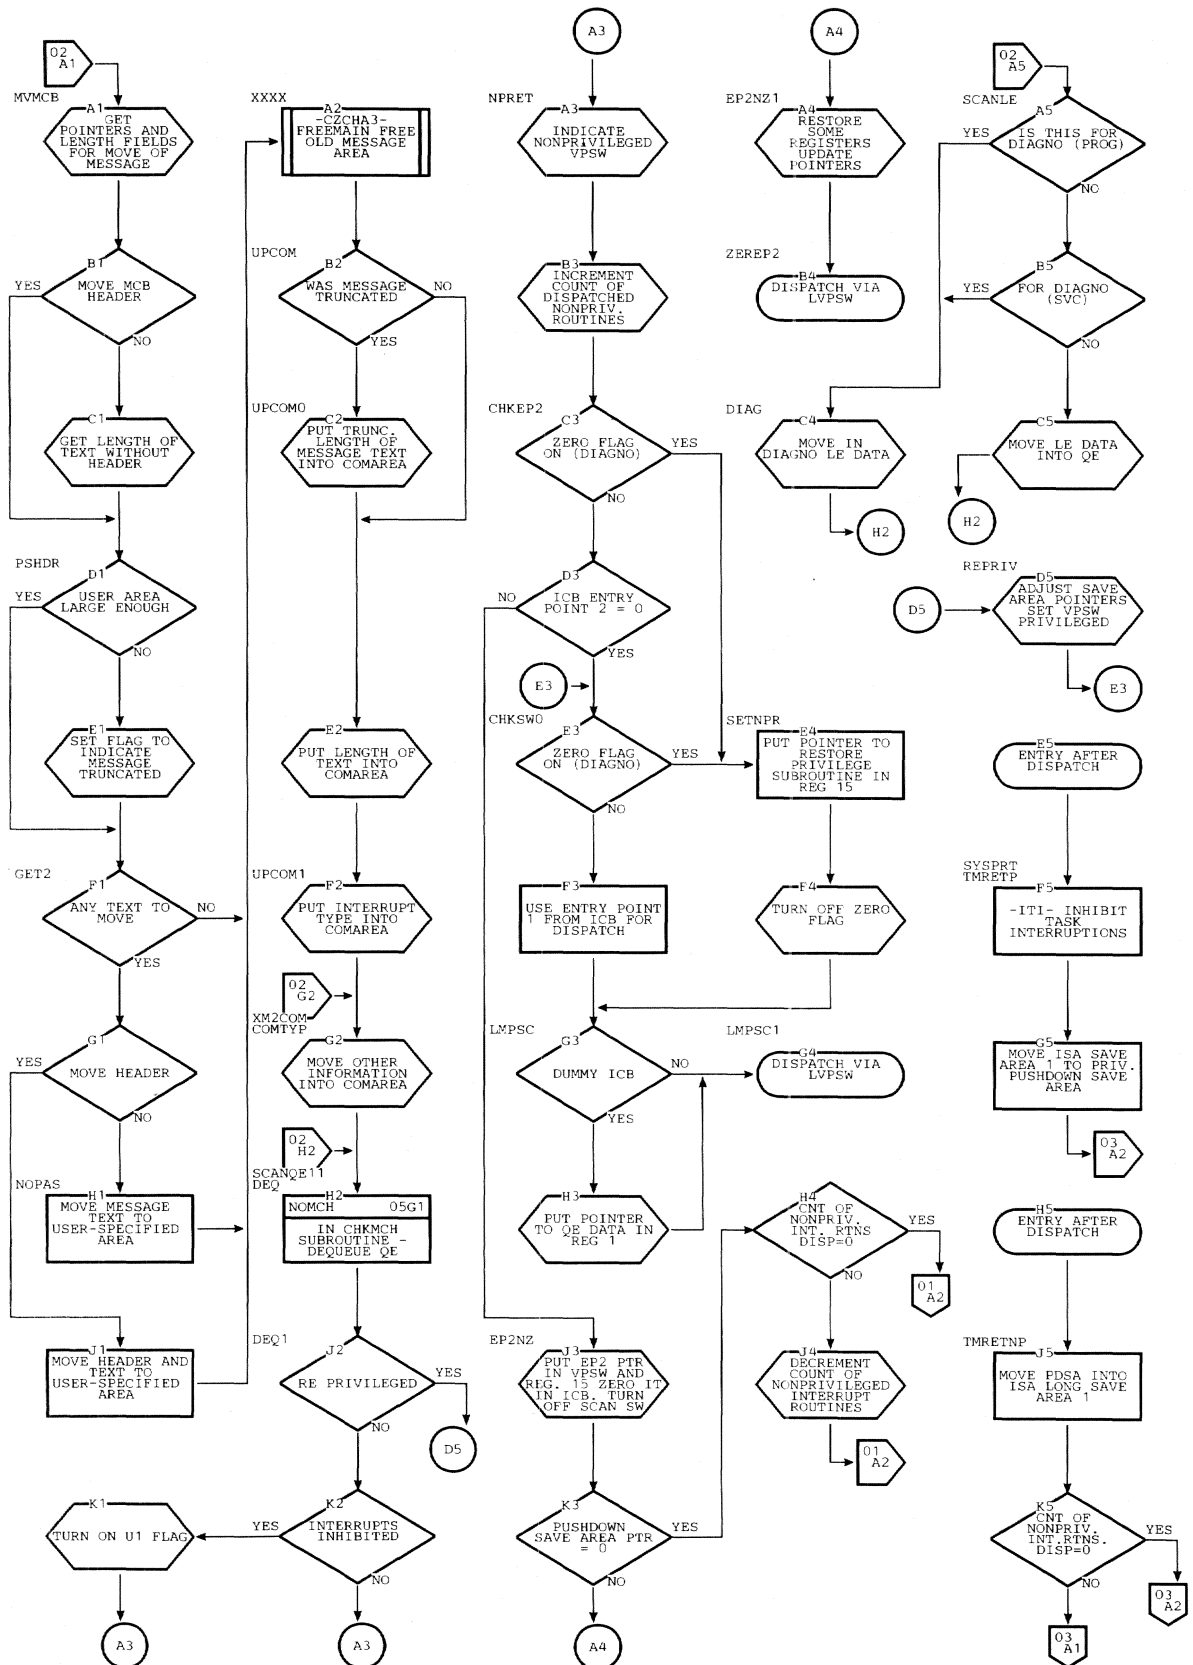 02
A1
MVMCB
A1
GET
POINTERS AND
LENGTH FIELDS
FOR MOVE OF
MESSAGE
B1
YES
MOVE MCB
HEADER
NO
C1
GET LENGTH OF
TEXT WITHOUT
HEADER
PSHDR
D1
YES
USER AREA
LARGE ENOUGH
NO
E1
SET FLAG TO
INDICATE
MESSAGE
TRUNCATED
GET2
F1
ANY TEXT TO
MOVE
NO
YES
G1
YES
MOVE HEADER
NO
NOPAS
H1
MOVE MESSAGE
TEXT TO
USER-SPECIFIED
AREA
J1
MOVE HEADER AND
TEXT TO
USER-SPECIFIED
AREA
K1
TURN ON U1 FLAG
A3
XXXX
A2
-CZCHA3-
FREEMAIN FREE
OLD MESSAGE
AREA
UPCOM
B2
WAS MESSAGE
TRUNCATED
NO
YES
UPCOM0
C2
PUT TRUNC.
LENGTH OF
MESSAGE TEXT
INTO COMAREA
E2
PUT LENGTH OF
TEXT INTO
COMAREA
UPCOM1
F2
PUT INTERRUPT
TYPE INTO
COMAREA
02
G2
XM2COM
COMTYP
G2
MOVE OTHER
INFORMATION
INTO COMAREA
02
H2
SCANQE11
DEQ
H2
NOMCH 05G1
IN CHKMCH
SUBROUTINE -
DEQUEUE QE
DEQ1
J2
RE PRIVILEGED
YES
NO
D5
K2
YES
INTERRUPTS
INHIBITED
NO
A3
A3
NPRET
A3
INDICATE
NONPRIVILEGED
VPSW
B3
INCREMENT
COUNT OF
DISPATCHED
NONPRIV.
ROUTINES
CHKEP2
C3
ZERO FLAG
ON (DIAGNO)
YES
NO
D3
NO
ICB ENTRY
POINT 2 = 0
YES
E3
CHKSW0
E3
ZERO FLAG
ON (DIAGNO)
YES
NO
F3
USE ENTRY POINT
1 FROM ICB FOR
DISPATCH
LMPSC
G3
DUMMY ICB
NO
YES
H3
PUT POINTER
TO QE DATA IN
REG 1
EP2NZ
J3
PUT EP2 PTR
IN VPSW AND
REG. 15 ZERO IT
IN ICB. TURN
OFF SCAN SW
K3
PUSHDOWN
SAVE AREA PTR
= 0
YES
NO
A4
A4
EP2NZ1
A4
RESTORE
SOME
REGISTERS
UPDATE
POINTERS
ZEREP2
B4
DISPATCH VIA
LVPSW
DIAG
C4
MOVE IN
DIAGNO LE DATA
H2
SETNPR
E4
PUT POINTER TO
RESTORE
PRIVILEGE
SUBROUTINE IN
REG 15
F4
TURN OFF ZERO
FLAG
LMPSC1
G4
DISPATCH VIA
LVPSW
H4
CNT OF
NONPRIV.
INT. RTNS
DISP=0
YES
NO
01
A2
J4
DECREMENT
COUNT OF
NONPRIVILEGED
INTERRUPT
ROUTINES
01
A2
02
A5
SCANLE
A5
YES
IS THIS FOR
DIAGNO (PROG)
NO
B5
YES
FOR DIAGNO
(SVC)
NO
C5
MOVE LE DATA
INTO QE
H2
REPRIV
D5
D5
ADJUST SAVE
AREA POINTERS
SET VPSW
PRIVILEGED
E3
E5
ENTRY AFTER
DISPATCH
SYSPRT
TMRETP
F5
-ITI- INHIBIT
TASK
INTERRUPTIONS
G5
MOVE ISA SAVE
AREA 1 TO PRIV.
PUSHDOWN SAVE
AREA
03
A2
H5
ENTRY AFTER
DISPATCH
TMRETNP
J5
MOVE PDSA INTO
ISA LONG SAVE
AREA 1
K5
CNT OF
NONPRIV.
INT.RTNS.
DISP=0
YES
NO
03
A2
03
A1